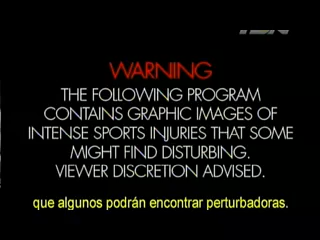 WARNING
THE FOLLOWING PROGRAM
CONTAINS GRAPHIC IMAGES OF
INTENSE SPORTS INJURIES THAT SOME
MIGHT FIND DISTURBING.
VIEWER DISCRETION ADVISED.
que algunos podrán encontrar perturbadoras.